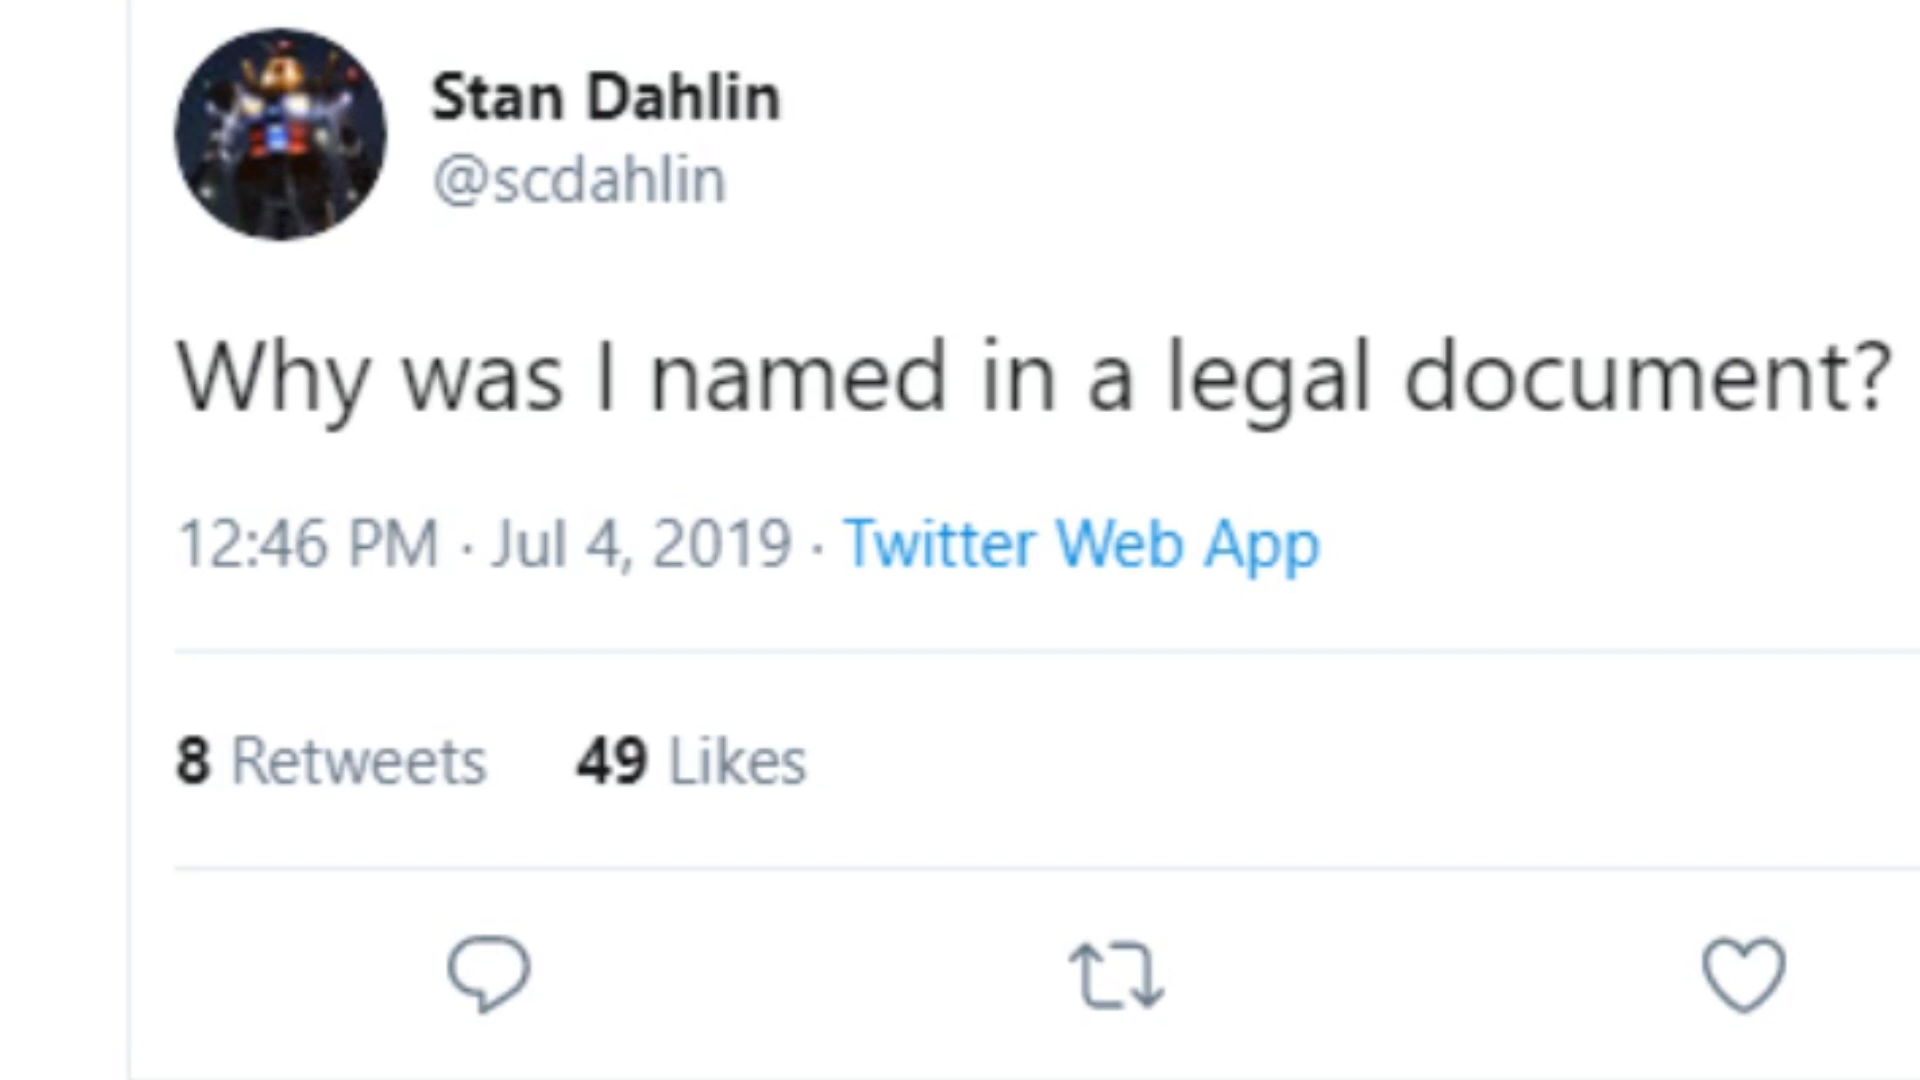 Stan Dahlin
@scdahlin
Why was I named in a legal document?
12:46 PM · Jul 4, 2019 · Twitter Web App
8 Retweets 49 Likes